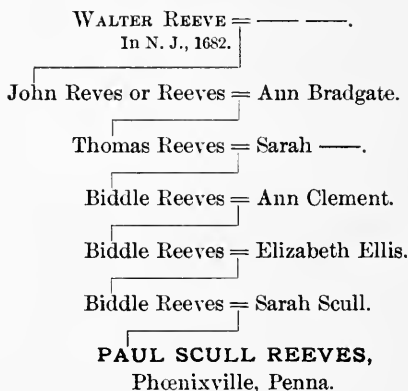 WALTER REEVE = — — —.
In N. J., 1682.
John Reves or Reeves = Ann Bradgate.
Thomas Reeves = Sarah —.
Biddle Reeves = Ann Clement.
Biddle Reeves = Elizabeth Ellis.
Biddle Reeves = Sarah Scull.
PAUL SCULL REEVES,
Phœnixville, Penna.